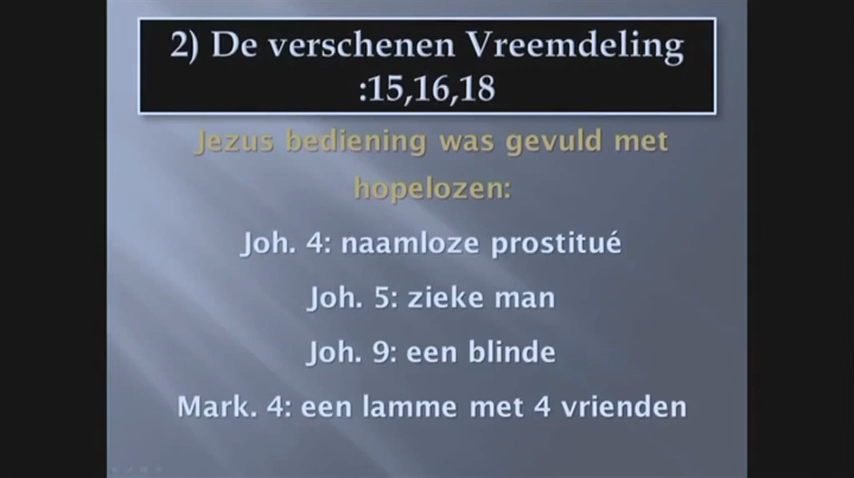 2) De verschenen Vreemdeling
:15,16,18
Jezus bediening was gevuld met
hopelozen:
Joh. 4: naamloze prostitué
Joh. 5: zieke man
Joh. 9: een blinde
Mark. 4: een lamme met 4 vrienden